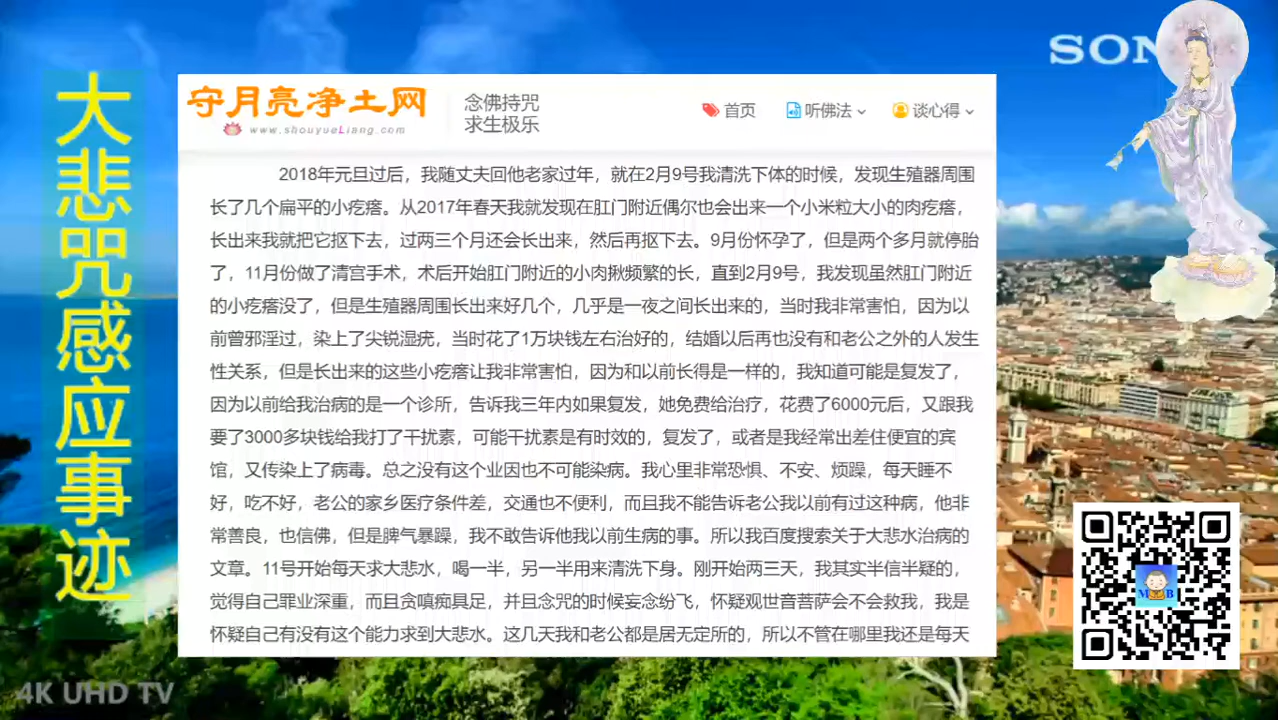 大悲咒感应事迹
SON
守月亮净土网
www.shouyueLiang.com
念佛持咒
求生极乐
首页
听佛法
谈心得
2018年元旦过后，我随丈夫回他老家过年，就在2月9号我清洗下体的时候，发现生殖器周围
长了几个扁平的小疙瘩。从2017年春天我就发现在肛门附近偶尔也会出来一个小米粒大小的肉疙瘩，
长出来我就把它抠下去，过两三个月还会长出来，然后再抠下去。9月份怀孕了，但是两个多月就停胎
了，11月份做了清宫手术，术后开始肛门附近的小肉揪频繁的长，直到2月9号，我发现虽然肛门附近
的小疙瘩没了，但是生殖器周围长出来好几个，几乎是一夜之间长出来的，当时我非常害怕，因为以
前曾邪淫过，染上了尖锐湿疣，当时花了1万块钱左右治好的，结婚以后再也没有和老公之外的人发生
性关系，但是长出来的这些小疙瘩让我非常害怕，因为和以前长得是一样的，我知道可能是复发了，
因为以前给我治病的是一个诊所，告诉我三年内如果复发，她免费给治疗，花费了6000元后，又跟我
要了3000多块钱给我打了干扰素，可能干扰素是有时效的，复发了，或者是我经常出差住便宜的宾
馆，又传染上了病毒。总之没有这个业因也不可能染病。我心里非常恐惧、不安、烦躁，每天睡不
好，吃不好，老公的家乡医疗条件差，交通也不便利，而且我不能告诉老公我以前有过这种病，他非
常善良，也信佛，但是脾气暴躁，我不敢告诉他我以前生病的事。所以我百度搜索关于大悲水治病的
文章。11号开始每天求大悲水，喝一半，另一半用来清洗下身。刚开始两三天，我其实半信半疑的，
觉得自己罪业深重，而且贪嗔痴具足，并且念咒的时候妄念纷飞，怀疑观世音菩萨会不会救我，我是
怀疑自己有没有这个能力求到大悲水。这几天我和老公都是居无定所的，所以不管在哪里我还是每天
M B
4K UHD TV